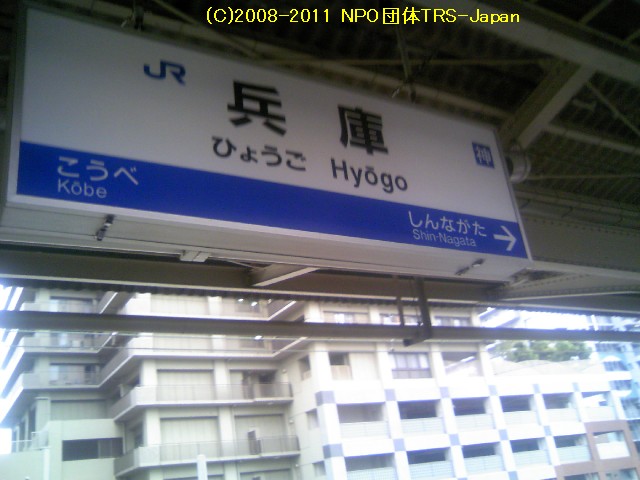 (C)2008-2011 NPO団体TRS-Japan
JR
兵庫
ひょうご Hyōgo
神
こうべ
Kōbe
しんながた
Shin-Nagata
→